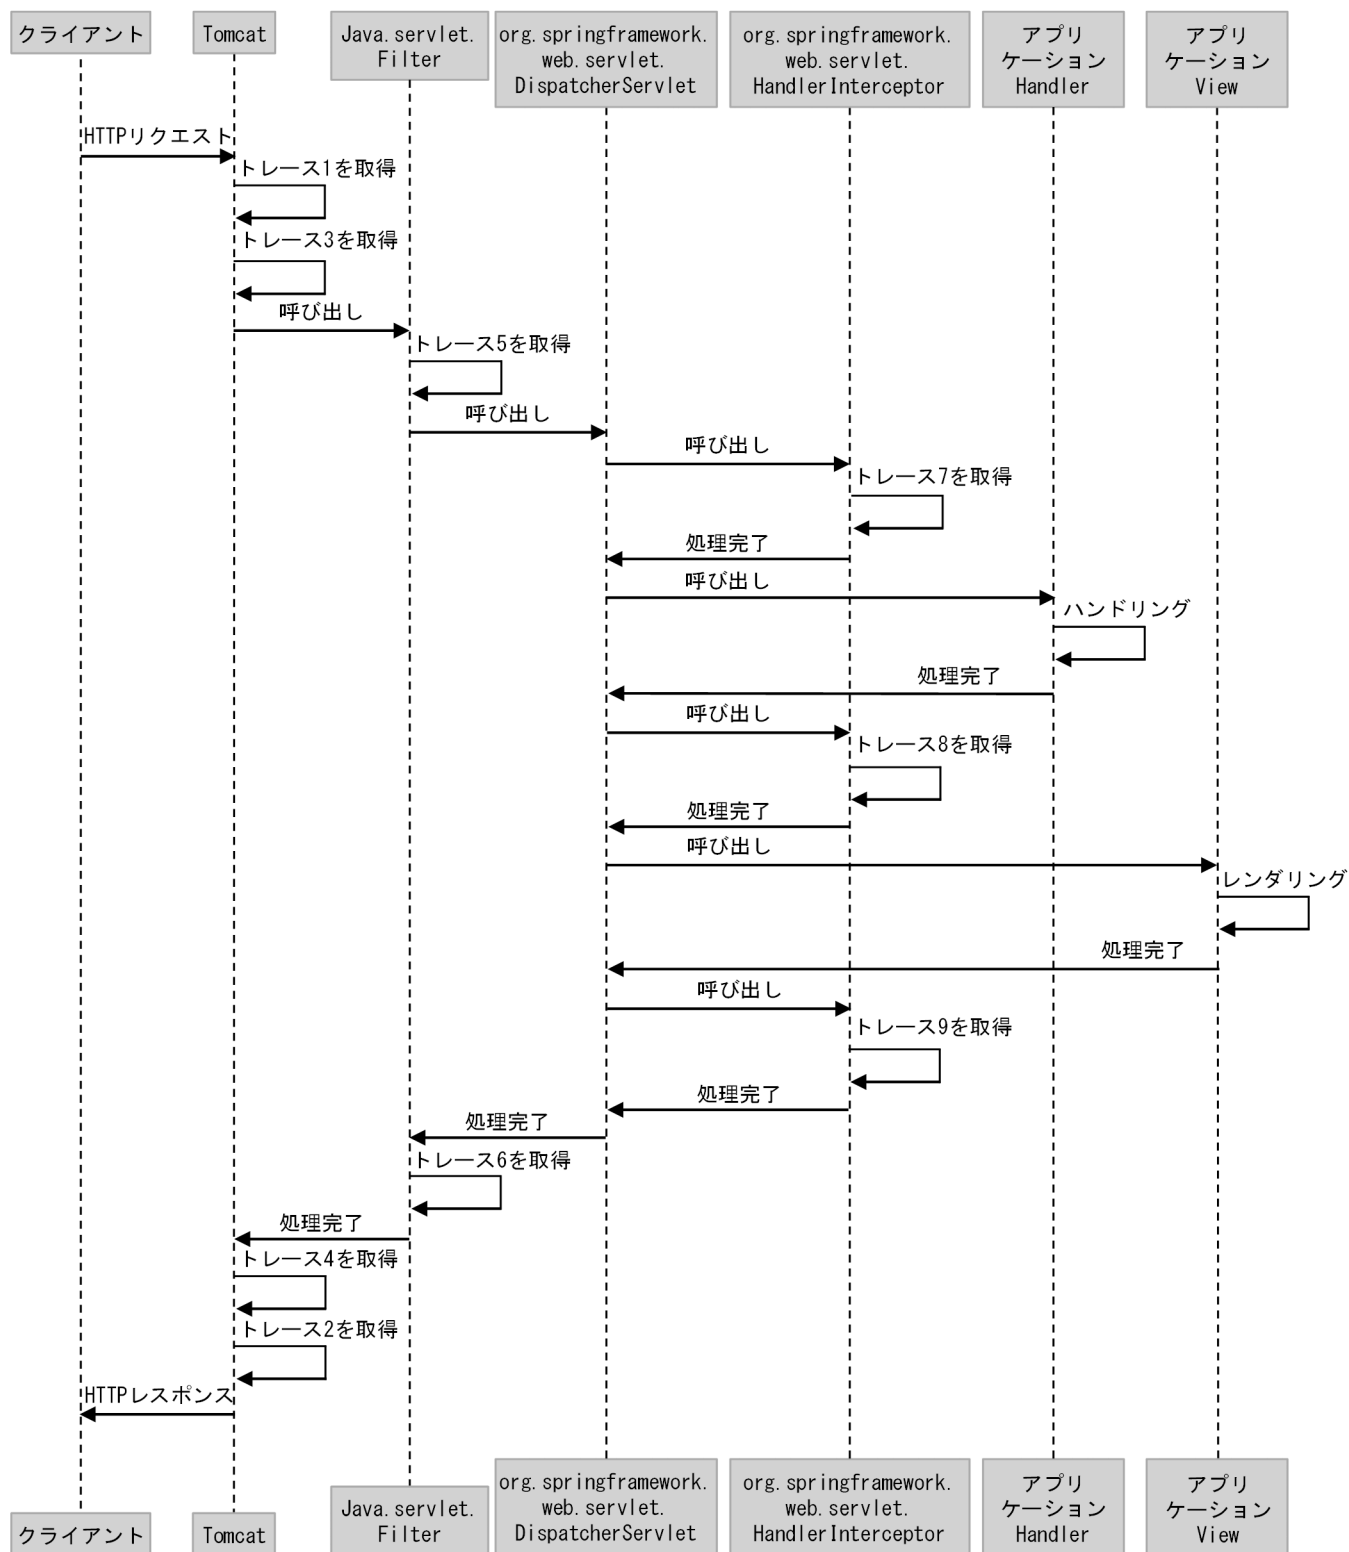 クライアント
Tomcat
Java.servlet.
Filter
org.springframework.
web.servlet.
DispatcherServlet
org.springframework.
web.servlet.
HandlerInterceptor
アプリ
ケーション
Handler
アプリ
ケーション
View
HTTPリクエスト
トレース1を取得
トレース3を取得
呼び出し
トレース5を取得
呼び出し
呼び出し
トレース7を取得
処理完了
呼び出し
ハンドリング
処理完了
呼び出し
トレース8を取得
処理完了
呼び出し
レンダリング
処理完了
呼び出し
トレース9を取得
処理完了
処理完了
トレース6を取得
処理完了
トレース4を取得
トレース2を取得
HTTPレスポンス
クライアント
Tomcat
Java.servlet.
Filter
org.springframework.
web.servlet.
DispatcherServlet
org.springframework.
web.servlet.
HandlerInterceptor
アプリ
ケーション
Handler
アプリ
ケーション
View